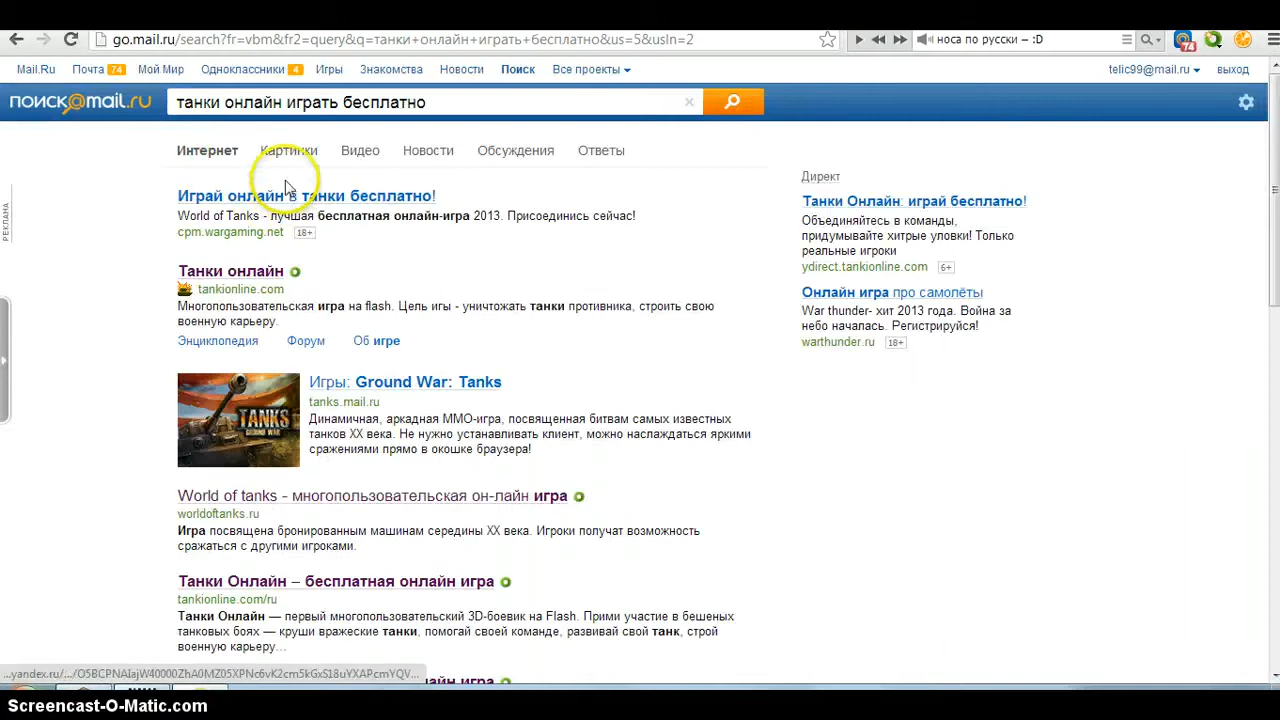 go.mail.ru/search?fr=vbm&fr2=query&q=танки+онлайн+играть+бесплатно&us=5&usln=2
носа по русски – :D
74
Mail.Ru Почта 74 Мой Мир Одноклассники 4 Игры Знакомства Новости Поиск Все проекты telic99@mail.ru выход
ПОИСК@MAIL.RU танки онлайн играть бесплатно
Интернет Картинки Видео Новости Обсуждения Ответы
РЕКЛАМА
Играй онлайн в танки бесплатно!
World of Tanks - лучшая бесплатная онлайн-игра 2013. Присоединись сейчас!
cpm.wargaming.net 18+
Танки онлайн
tankionline.com
Многопользовательская игра на flash. Цель игы - уничтожать танки противника, строить свою
военную карьеру.
Энциклопедия Форум Об игре
TANKS
GROUND WAR
Игры: Ground War: Tanks
tanks.mail.ru
Динамичная, аркадная ММО-игра, посвященная битвам самых известных
танков XX века. Не нужно устанавливать клиент, можно наслаждаться яркими
сражениями прямо в окошке браузера!
World of tanks - многопользовательская он-лайн игра
worldoftanks.ru
Игра посвящена бронированным машинам середины XX века. Игроки получат возможность
сражаться с другими игроками.
Танки Онлайн – бесплатная онлайн игра
tankionline.com/ru
Танки Онлайн — первый многопользовательский 3D-боевик на Flash. Прими участие в бешеных
танковых боях — круши вражеские танки, помогай своей команде, развивай свой танк, строй
военную карьеру...
Директ
Танки Онлайн: играй бесплатно!
Объединяйтесь в команды,
придумывайте хитрые уловки! Только
реальные игроки
ydirect.tankionline.com 6+
Онлайн игра про самолёты
War thunder- хит 2013 года. Война за
небо началась. Регистрируйся!
warthunder.ru 18+
лайн игра
Screencast-O-Matic.com